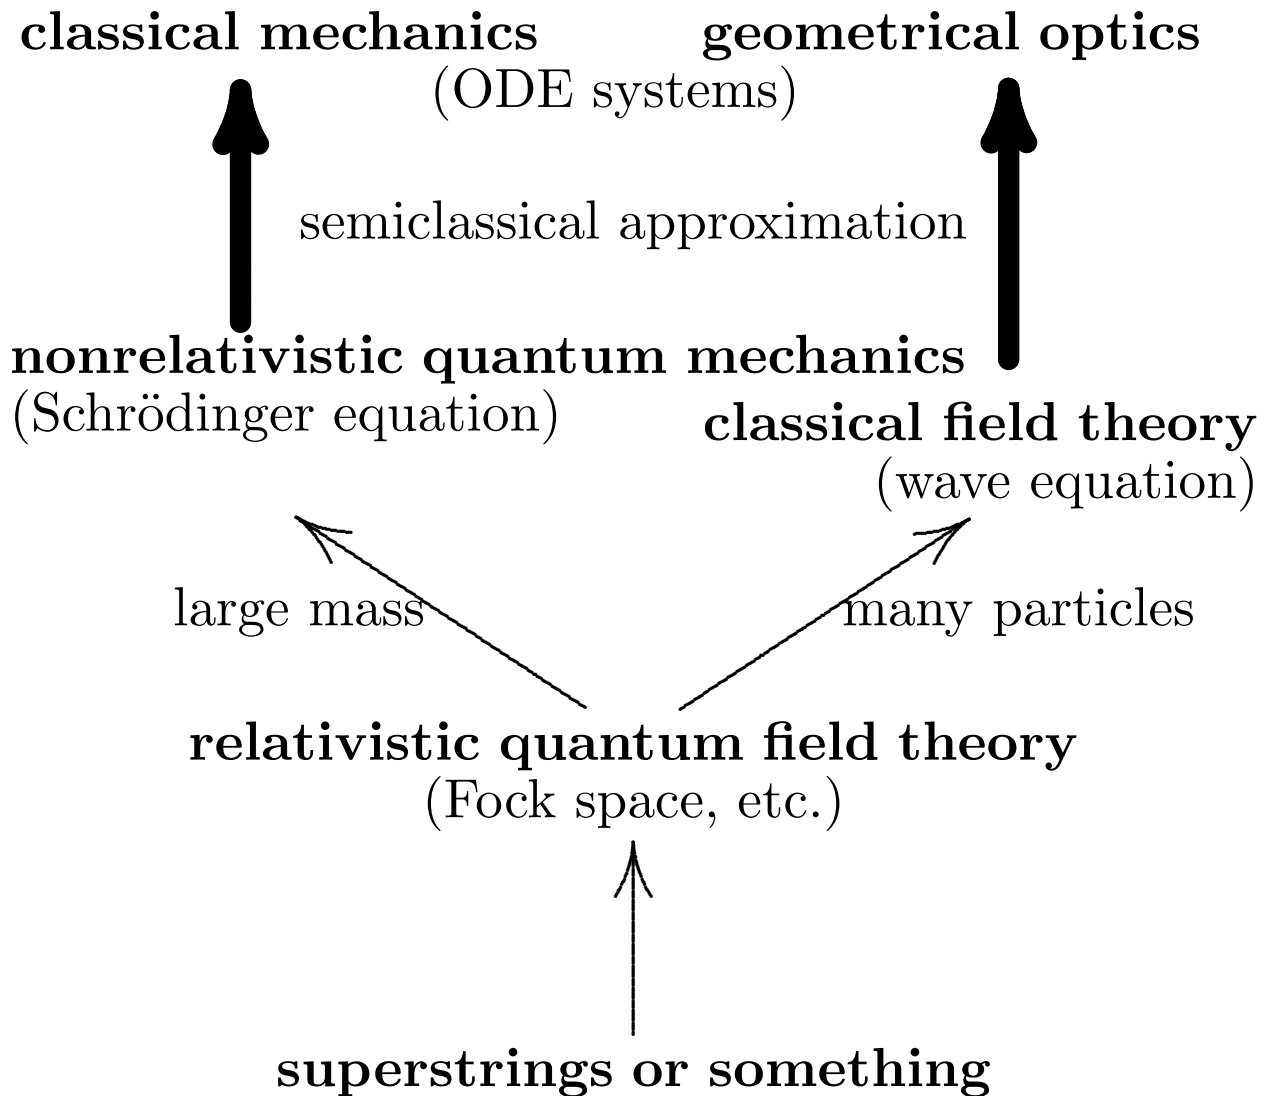 classical mechanics geometrical optics
(ODE systems)
semiclassical approximation
nonrelativistic quantum mechanics
(Schrödinger equation)
classical field theory
(wave equation)
large mass many particles
relativistic quantum field theory
(Fock space, etc.)
superstrings or something